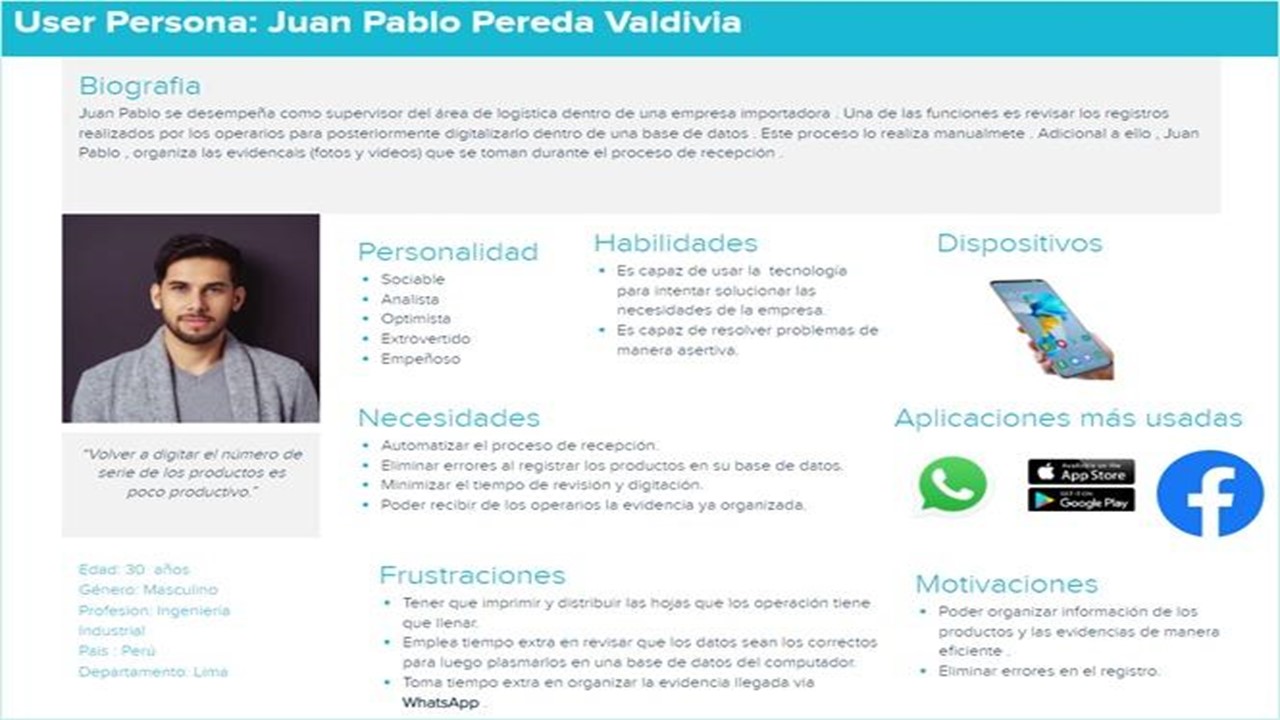 User Persona: Juan Pablo Pereda Valdivia
Biografia
Juan Pablo se desempeña como supervisor del área de logística dentro de una empresa importadora . Una de las funciones es revisar los registros
realizados por los operarios para posteriormente digitalizarlo dentro de una base de datos . Este proceso lo realiza manualmete . Adicional a ello , Juan
Pablo , organiza las evidencais (fotos y videos) que se toman durante el proceso de recepción .
Personalidad
• Sociable
• Analista
• Optimista
• Extrovertido
• Empeñoso
Habilidades
• Es capaz de usar la tecnología
para intentar solucionar las
necesidades de la empresa.
• Es capaz de resolver problemas de
manera asertiva.
Dispositivos
"Volver a digitar el número de
serie de los productos es
poco productivo."
Necesidades
• Automatizar el proceso de recepción.
• Eliminar errores al registrar los productos en su base de datos.
• Minimizar el tiempo de revisión y digitación.
• Poder recibir de los operarios la evidencia ya organizada.
Aplicaciones más usadas
Available on the
App Store
GET IT ON
Google Play
Edad: 30 años
Género: Masculino
Profesion: Ingenieria
Industrial
Pais : Perú
Departamento: Lima
Frustraciones
• Tener que imprimir y distribuir las hojas que los operación tiene
que llenar.
• Emplea tiempo extra en revisar que los datos sean los correctos
para luego plasmarlos en una base de datos del computador.
• Toma tiempo extra en organizar la evidencia llegada via
WhatsApp .
Motivaciones
• Poder organizar información de los
productos y las evidencias de manera
eficiente .
• Eliminar errores en el registro.